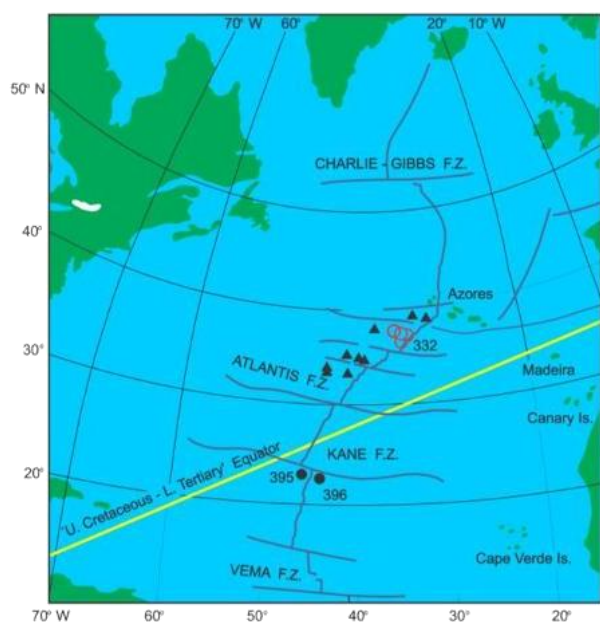 70° W 60° 20° 10° W
50° N
CHARLIE - GIBBS F.Z.
40°
Azores
332
30°
ATLANTIS F.Z.
Madeira
Canary Is.
KANE F.Z.
'U. Cretaceous - L. Tertiary' Equator
20°
395
396
Cape Verde Is.
VEMA F.Z.
70° W 60° 50° 40° 30° 20°